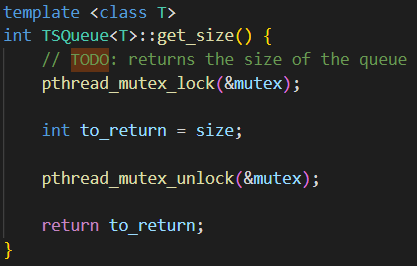 template <class T>
int TSQueue<T>::get_size() {
    // TODO: returns the size of the queue
    pthread_mutex_lock(&mutex);

    int to_return = size;

    pthread_mutex_unlock(&mutex);

    return to_return;
}